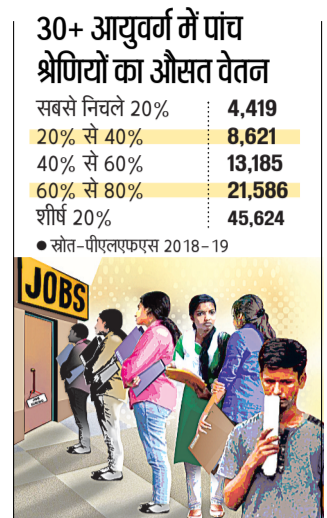 30+ आयुवर्ग में पांच
श्रेणियों का औसत वेतन
सबसे निचले 20% 4,419
20% से 40% 8,621
40% से 60% 13,185
60% से 80% 21,586
शीर्ष 20% 45,624
● स्रोत-पीएलएफएस 2018-19
JOBS